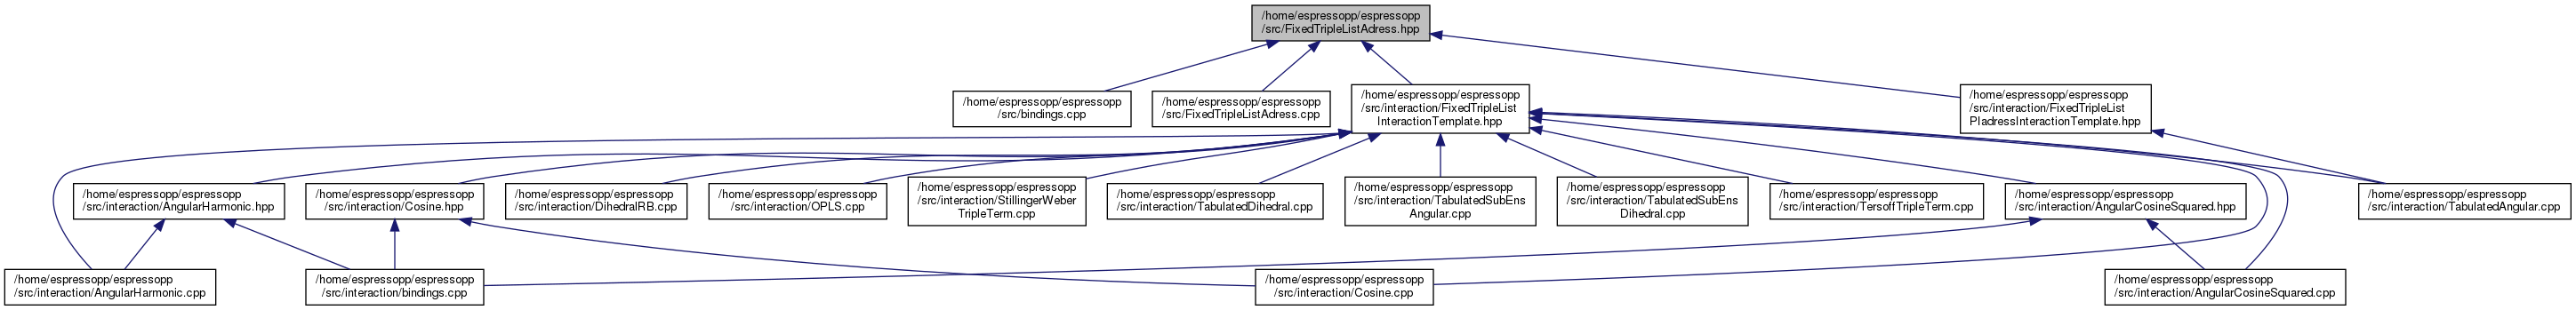 /home/espressopp/espressopp
/src/FixedTripleListAdress.hpp
/home/espressopp/espressopp
/src/bindings.cpp
/home/espressopp/espressopp
/src/FixedTripleListAdress.cpp
/home/espressopp/espressopp
/src/interaction/FixedTripleList
InteractionTemplate.hpp
/home/espressopp/espressopp
/src/interaction/FixedTripleList
PIadressInteractionTemplate.hpp
/home/espressopp/espressopp
/src/interaction/AngularHarmonic.hpp
/home/espressopp/espressopp
/src/interaction/Cosine.hpp
/home/espressopp/espressopp
/src/interaction/DihedralRB.cpp
/home/espressopp/espressopp
/src/interaction/OPLS.cpp
/home/espressopp/espressopp
/src/interaction/StillingerWeber
TripleTerm.cpp
/home/espressopp/espressopp
/src/interaction/TabulatedDihedral.cpp
/home/espressopp/espressopp
/src/interaction/TabulatedSubEns
Angular.cpp
/home/espressopp/espressopp
/src/interaction/TabulatedSubEns
Dihedral.cpp
/home/espressopp/espressopp
/src/interaction/TersoffTripleTerm.cpp
/home/espressopp/espressopp
/src/interaction/AngularCosineSquared.hpp
/home/espressopp/espressopp
/src/interaction/TabulatedAngular.cpp
/home/espressopp/espressopp
/src/interaction/AngularHarmonic.cpp
/home/espressopp/espressopp
/src/interaction/bindings.cpp
/home/espressopp/espressopp
/src/interaction/Cosine.cpp
/home/espressopp/espressopp
/src/interaction/AngularCosineSquared.cpp